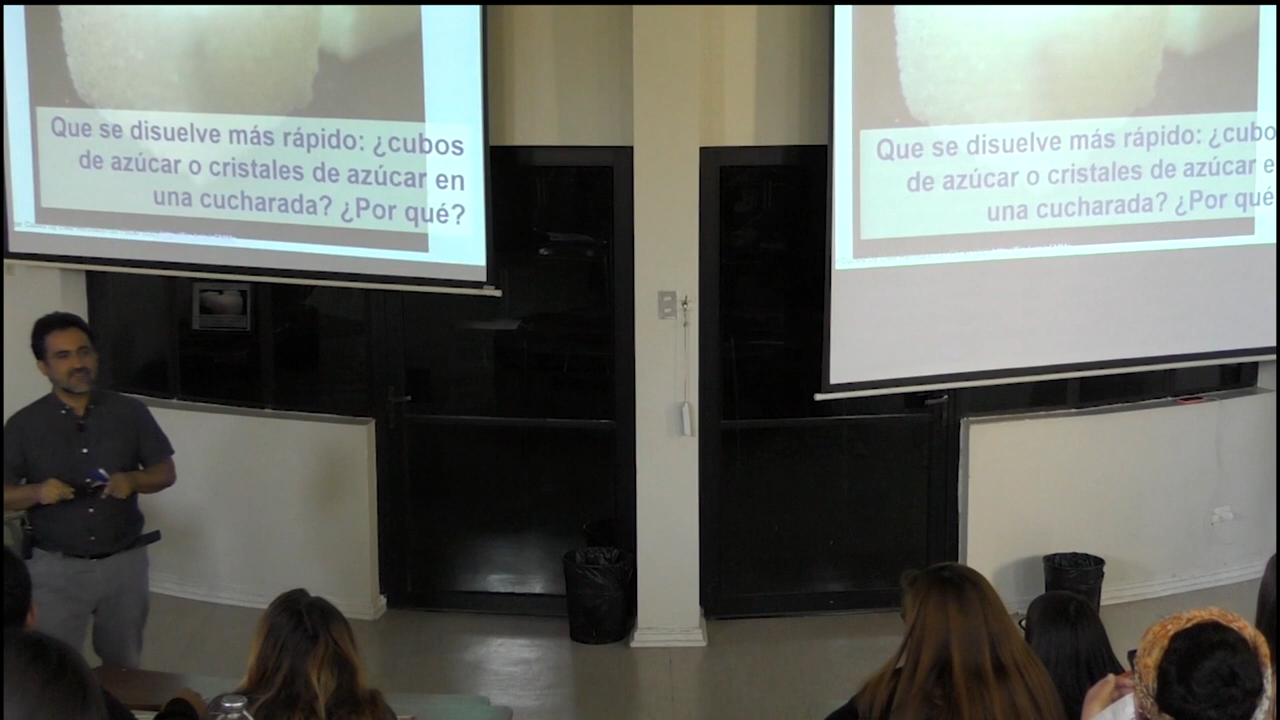 Que se disuelve más rápido: ¿cubos
de azúcar o cristales de azúcar en
una cucharada? ¿Por qué?
Que se disuelve más rápido: ¿cubo
de azúcar o cristales de azúcar e
una cucharada? ¿Por qué